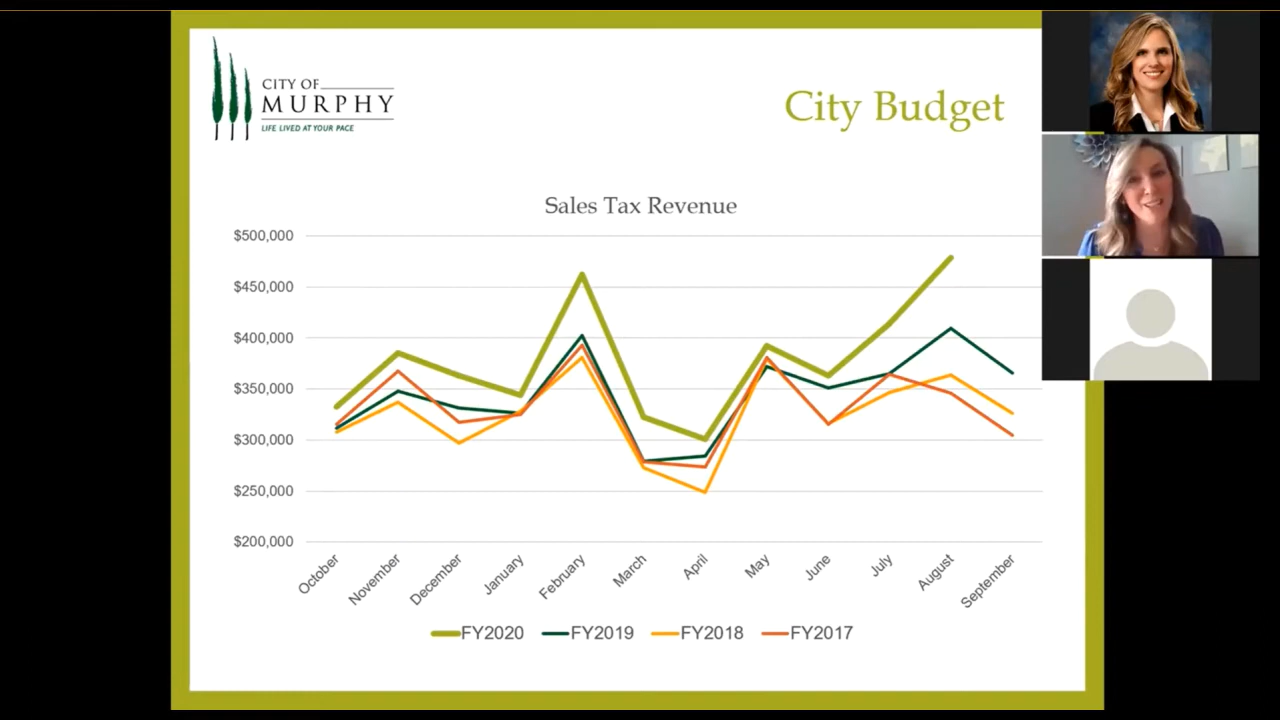 CITY OF
MURPHY
LIFE LIVED AT YOUR PACE
City Budget
Sales Tax Revenue
$500,000
$450,000
$400,000
$350,000
$300,000
$250,000
$200,000
October
November
December
January
February
March
April
May
June
July
August
September
FY2020 FY2019 FY2018 FY2017